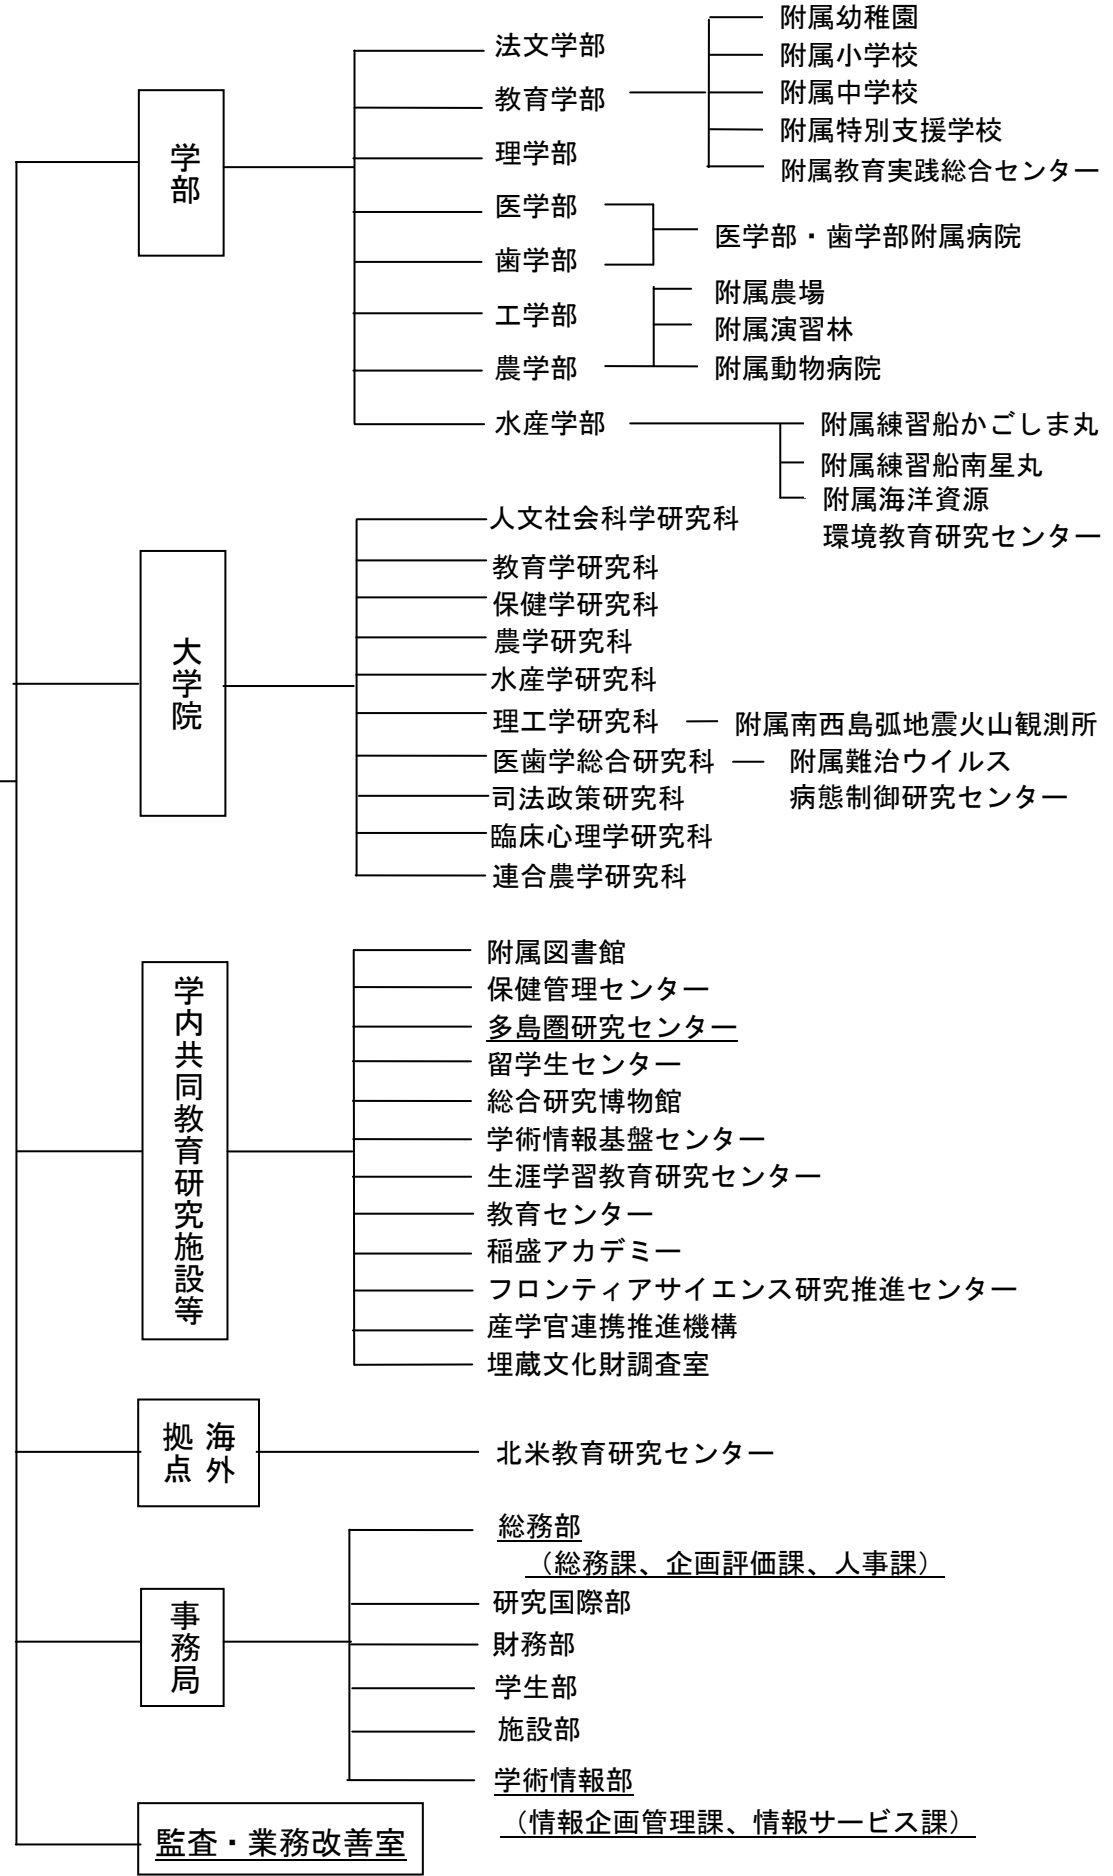 学部
法文学部
教育学部
附属幼稚園
附属小学校
附属中学校
附属特別支援学校
附属教育実践総合センター
理学部
医学部
歯学部
医学部・歯学部附属病院
工学部
農学部
附属農場
附属演習林
附属動物病院
水産学部
附属練習船かごしま丸
附属練習船南星丸
附属海洋資源
環境教育研究センター
大学院
人文社会科学研究科
教育学研究科
保健学研究科
農学研究科
水産学研究科
理工学研究科
附属南西島弧地震火山観測所
医歯学総合研究科
附属難治ウイルス
病態制御研究センター
司法政策研究科
臨床心理学研究科
連合農学研究科
学内共同教育研究施設等
附属図書館
保健管理センター
多島圏研究センター
留学生センター
総合研究博物館
学術情報基盤センター
生涯学習教育研究センター
教育センター
稲盛アカデミー
フロンティアサイエンス研究推進センター
産学官連携推進機構
埋蔵文化財調査室
海外
拠点
北米教育研究センター
事務局
総務部
（総務課、企画評価課、人事課）
研究国際部
財務部
学生部
施設部
学術情報部
（情報企画管理課、情報サービス課）
監査・業務改善室